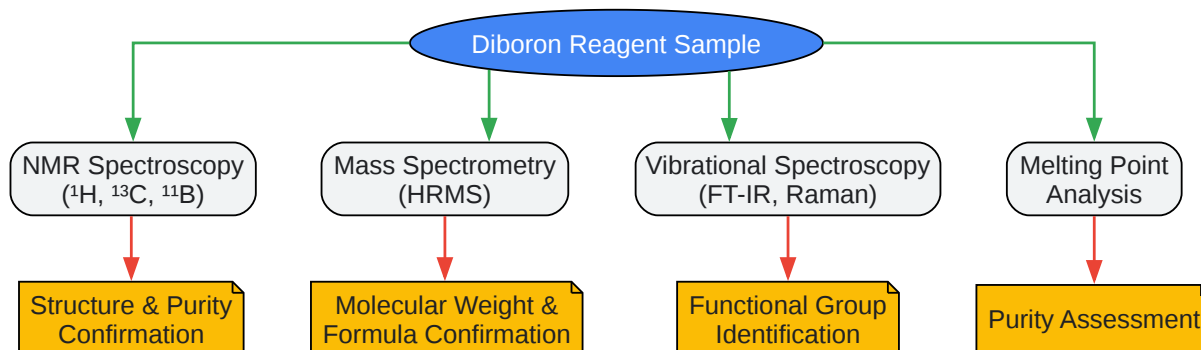 Diboron Reagent Sample
NMR Spectroscopy
(¹H, ¹³C, ¹¹B)
Mass Spectrometry
(HRMS)
Vibrational Spectroscopy
(FT-IR, Raman)
Melting Point
Analysis
Structure & Purity
Confirmation
Molecular Weight &
Formula Confirmation
Functional Group
Identification
Purity Assessment